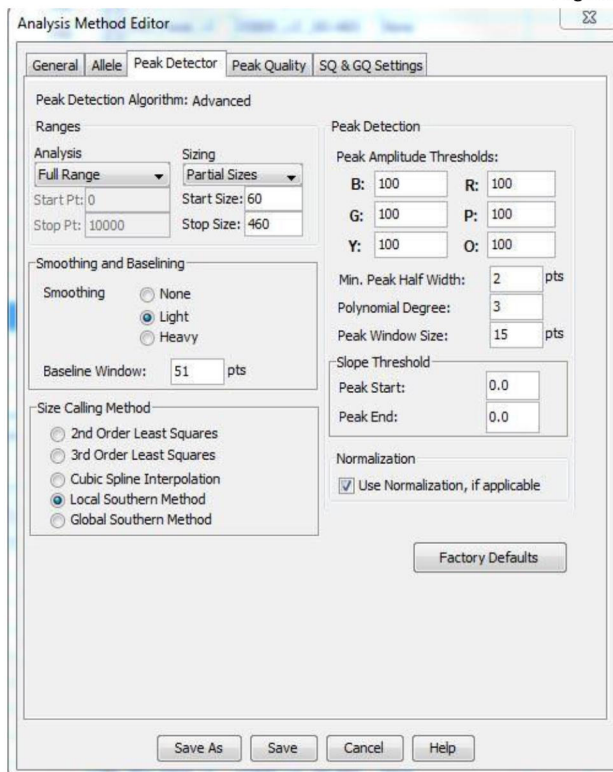 Analysis Method Editor
General Allele Peak Detector Peak Quality SQ & GQ Settings
Peak Detection Algorithm: Advanced
Ranges
Analysis Sizing
Full Range Partial Sizes
Start Pt: 0 Start Size: 60
Stop Pt: 10000 Stop Size: 460
Smoothing and Baselining
Smoothing None
Light
Heavy
Baseline Window: 51 pts
Size Calling Method
2nd Order Least Squares
3rd Order Least Squares
Cubic Spline Interpolation
Local Southern Method
Global Southern Method
Peak Detection
Peak Amplitude Thresholds:
B: 100 R: 100
G: 100 P: 100
Y: 100 O: 100
Min. Peak Half Width: 2 pts
Polynomial Degree: 3
Peak Window Size: 15 pts
Slope Threshold
Peak Start: 0.0
Peak End: 0.0
Normalization
Use Normalization, if applicable
Factory Defaults
Save As Save Cancel Help